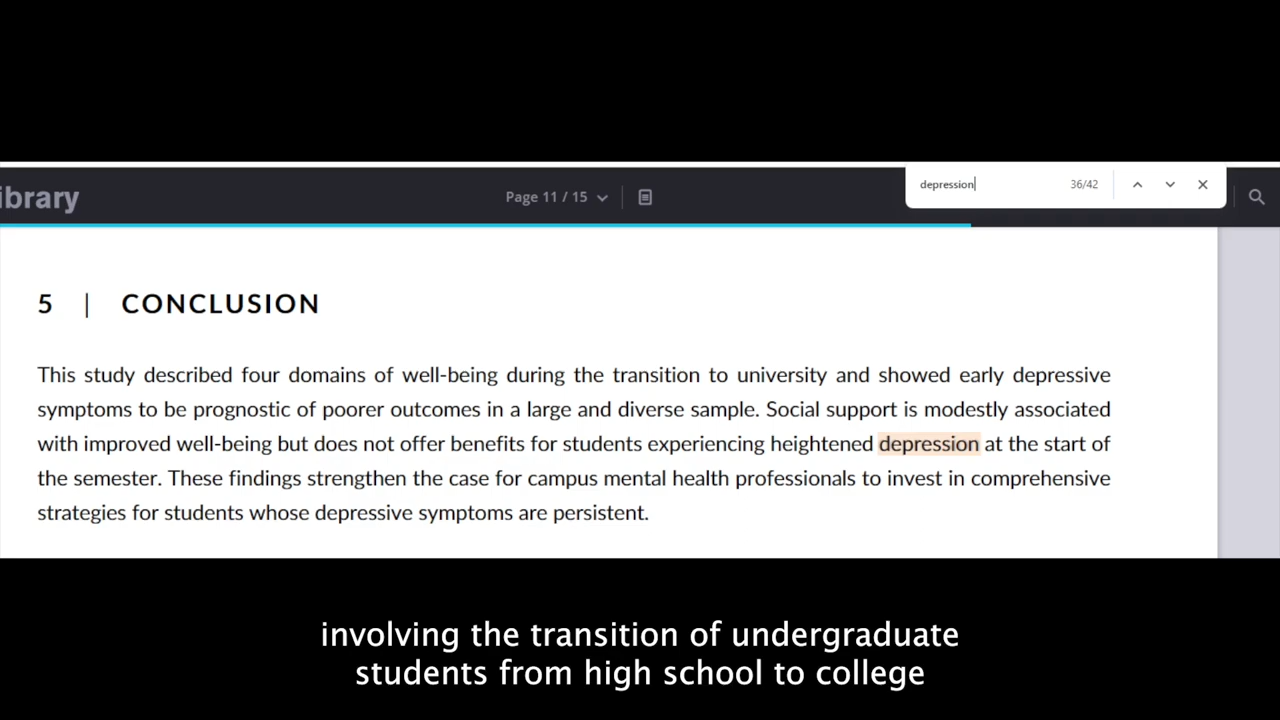 ibrary
Page 11 / 15
depression
36/42
5 | CONCLUSION
This study described four domains of well-being during the transition to university and showed early depressive
symptoms to be prognostic of poorer outcomes in a large and diverse sample. Social support is modestly associated
with improved well-being but does not offer benefits for students experiencing heightened depression at the start of
the semester. These findings strengthen the case for campus mental health professionals to invest in comprehensive
strategies for students whose depressive symptoms are persistent.
involving the transition of undergraduate
students from high school to college